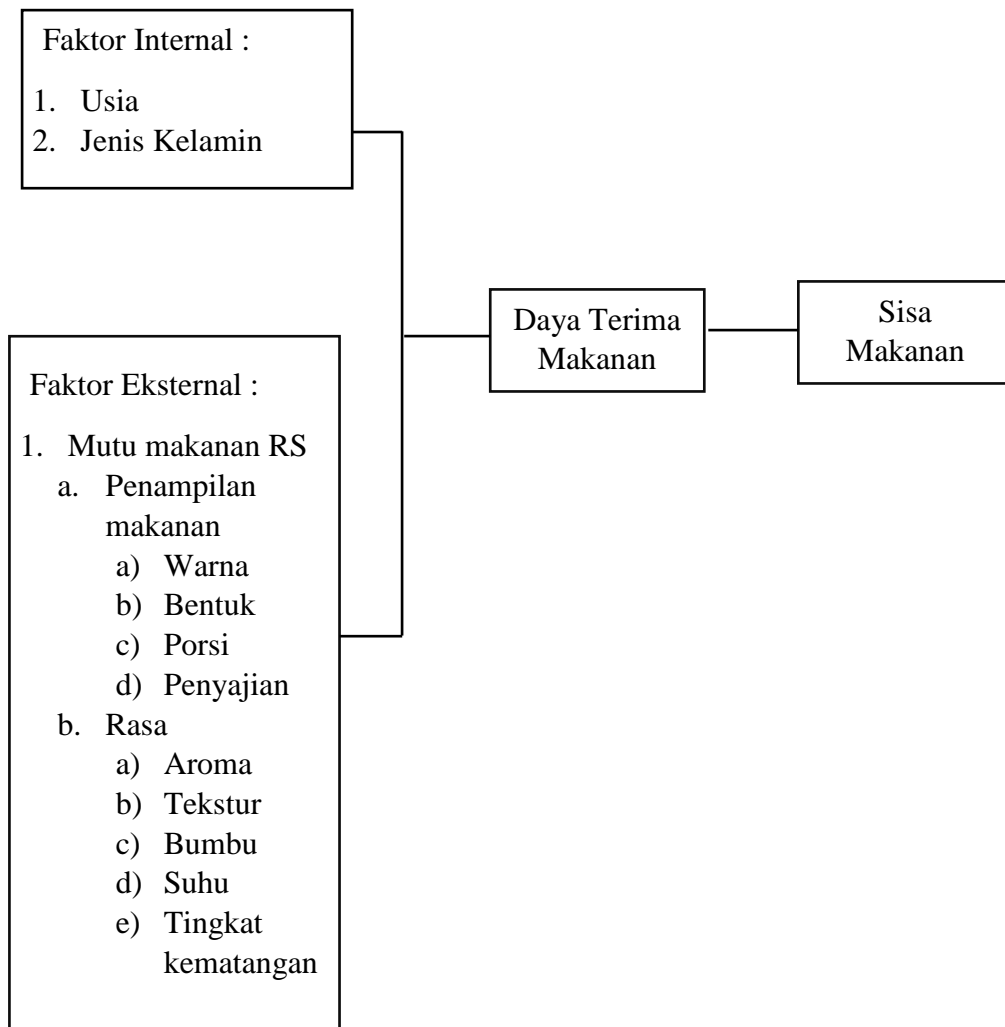 Faktor Internal :
1. Usia
2. Jenis Kelamin
Daya Terima
Makanan
Sisa
Makanan
Faktor Eksternal :
1. Mutu makanan RS
a. Penampilan
makanan
a) Warna
b) Bentuk
c) Porsi
d) Penyajian
b. Rasa
a) Aroma
b) Tekstur
c) Bumbu
d) Suhu
e) Tingkat
kematangan